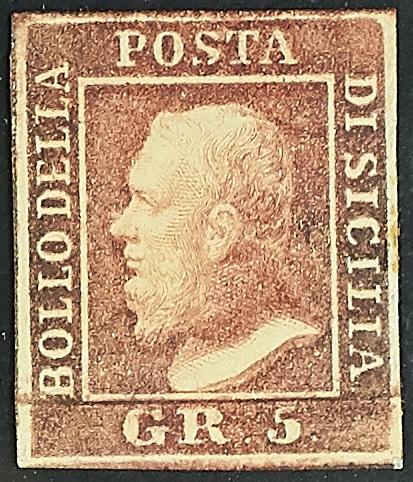 BOLLO DELLA
POSTA
DI SICILIA
GR. 5.